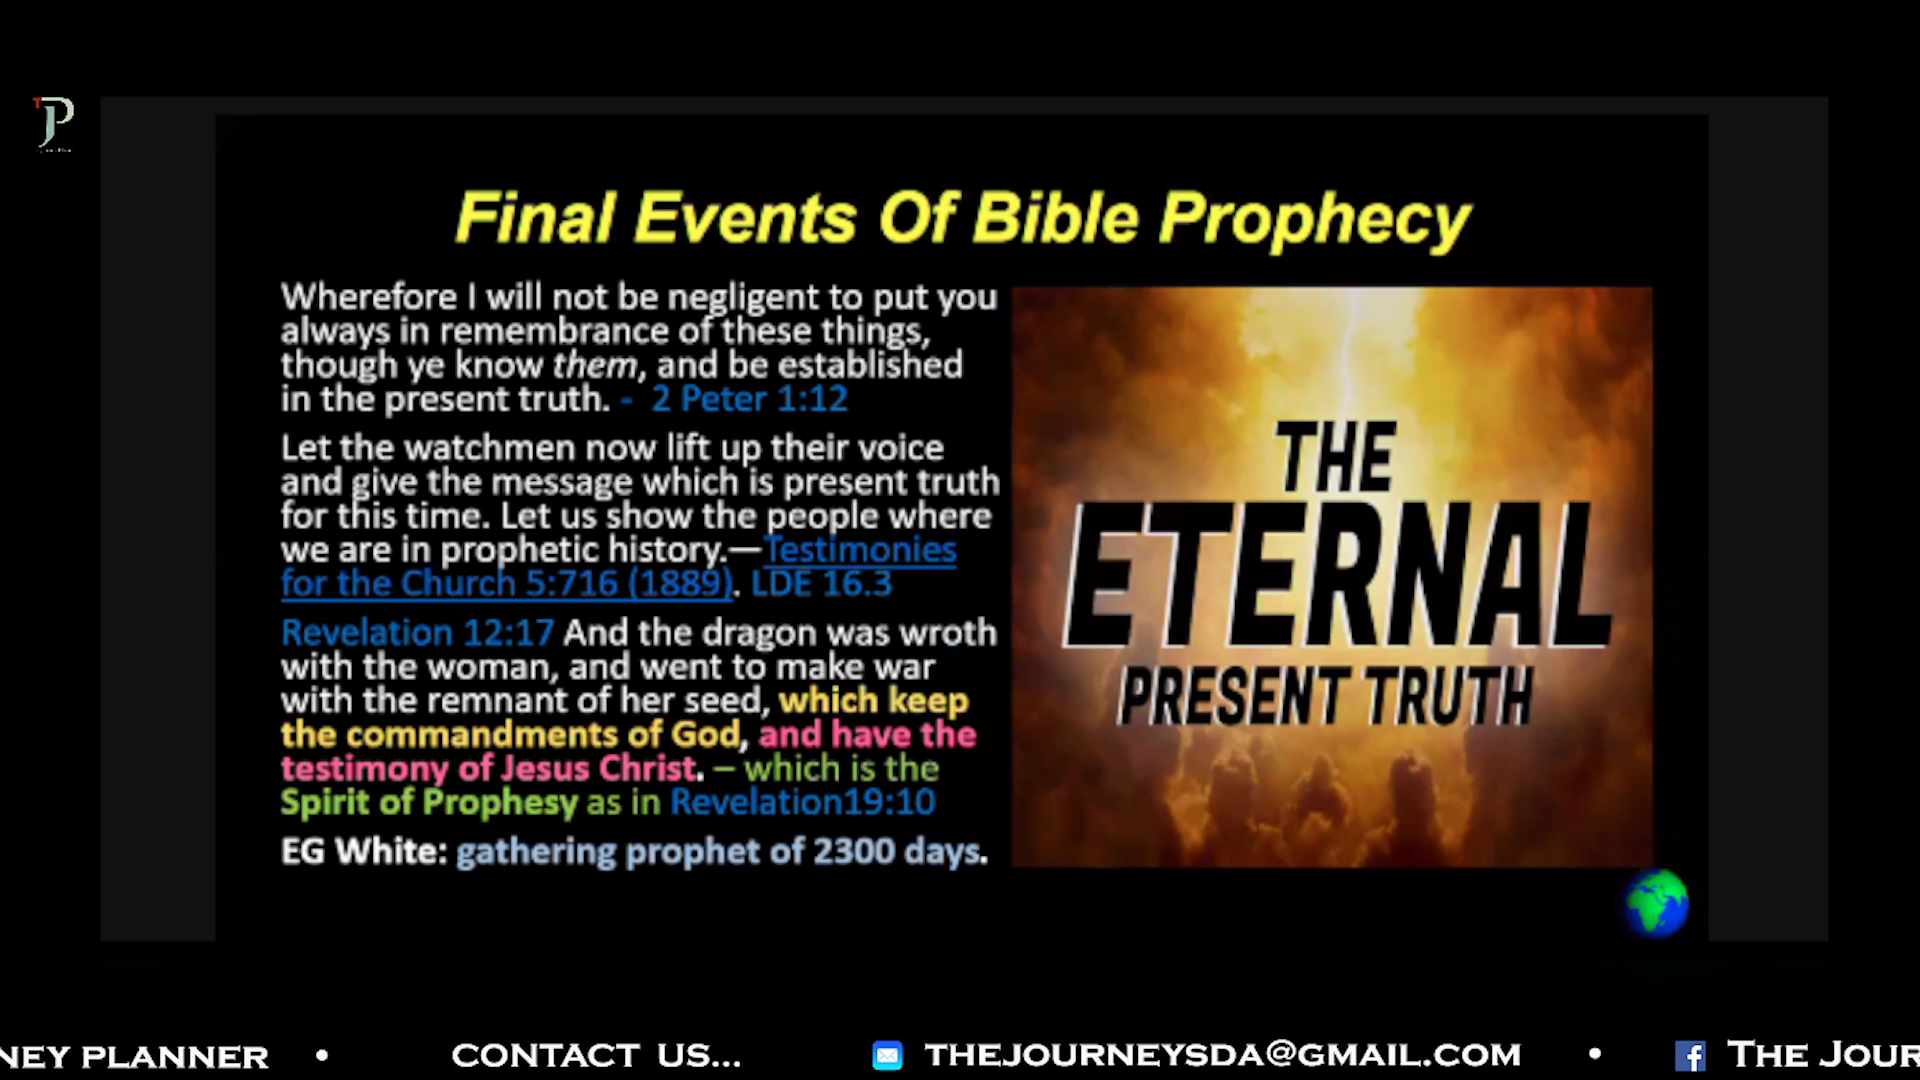 TJP
Final Events Of Bible Prophecy
Wherefore I will not be negligent to put you
always in remembrance of these things,
though ye know them, and be established
in the present truth. - 2 Peter 1:12
Let the watchmen now lift up their voice
and give the message which is present truth
for this time. Let us show the people where
we are in prophetic history.—Testimonies
for the Church 5:716 (1889). LDE 16.3
Revelation 12:17 And the dragon was wroth
with the woman, and went to make war
with the remnant of her seed, which keep
the commandments of God, and have the
testimony of Jesus Christ. – which is the
Spirit of Prophesy as in Revelation19:10
EG White: gathering prophet of 2300 days.
THE
ETERNAL
PRESENT TRUTH
NEY PLANNER • CONTACT US... THEJOURNEYSDA@GMAIL.COM • f THE JOUR